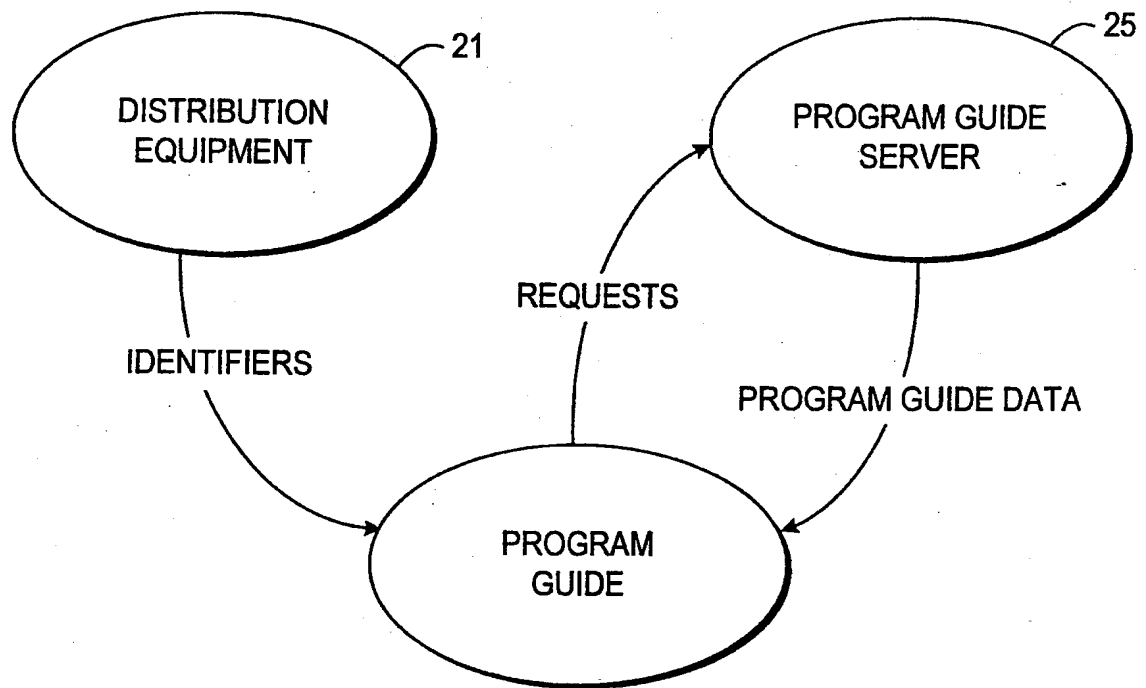 21
DISTRIBUTION
EQUIPMENT
25
PROGRAM GUIDE
SERVER
REQUESTS
IDENTIFIERS
PROGRAM GUIDE DATA
PROGRAM
GUIDE